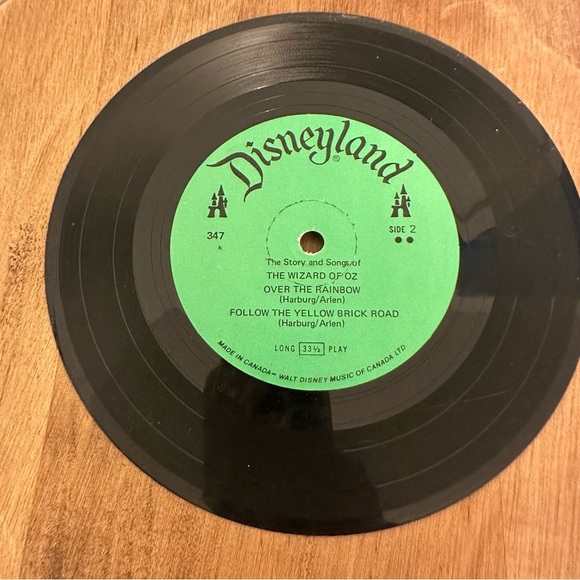 Disneyland®
347
SIDE 2
The Story and Songs of
THE WIZARD OF OZ
OVER THE RAINBOW
(Harburg/Arlen)
FOLLOW THE YELLOW BRICK ROAD
(Harburg/Arlen)
LONG 33⅓ PLAY
MADE IN CANADA — WALT DISNEY MUSIC OF CANADA LTD